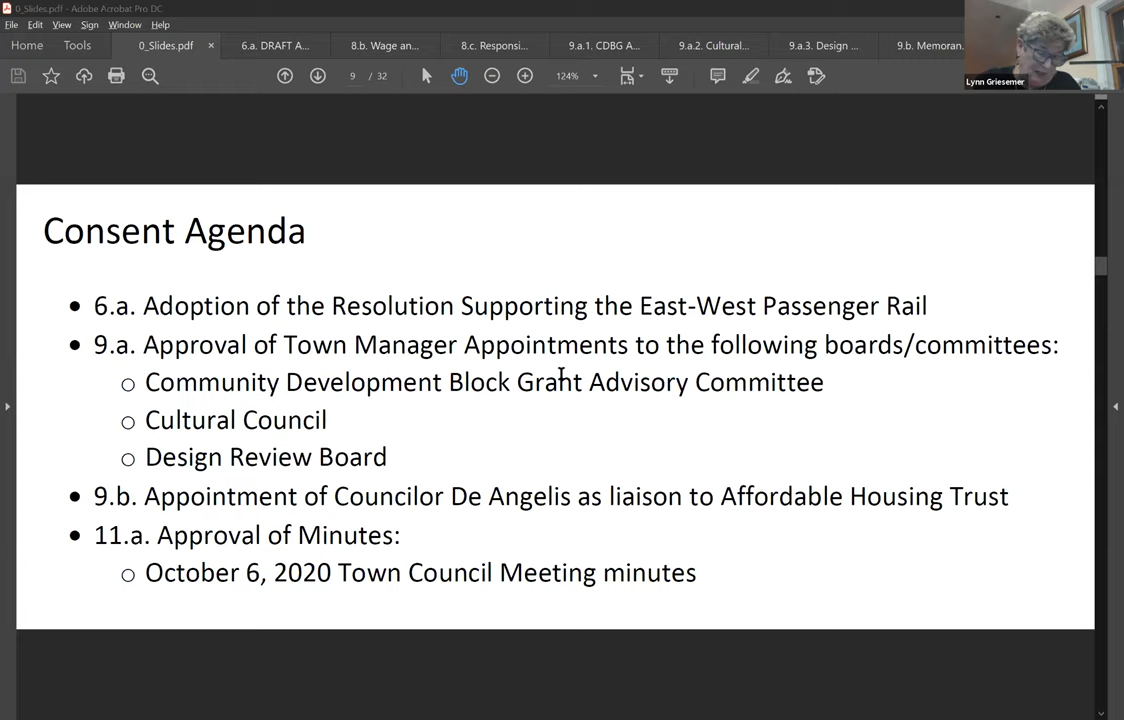 0_Slides.pdf - Adobe Acrobat Pro DC
File Edit View Sign Window Help
Home Tools 0_Slides.pdf × 6.a. DRAFT A... 8.b. Wage an... 8.c. Responsi... 9.a.1. CDBG A... 9.a.2. Cultural... 9.a.3. Design ... 9.b. Memoran.
9 / 32 124%
Lynn Griesemer
Consent Agenda
• 6.a. Adoption of the Resolution Supporting the East-West Passenger Rail
• 9.a. Approval of Town Manager Appointments to the following boards/committees:
o Community Development Block Grant Advisory Committee
o Cultural Council
o Design Review Board
• 9.b. Appointment of Councilor De Angelis as liaison to Affordable Housing Trust
• 11.a. Approval of Minutes:
o October 6, 2020 Town Council Meeting minutes